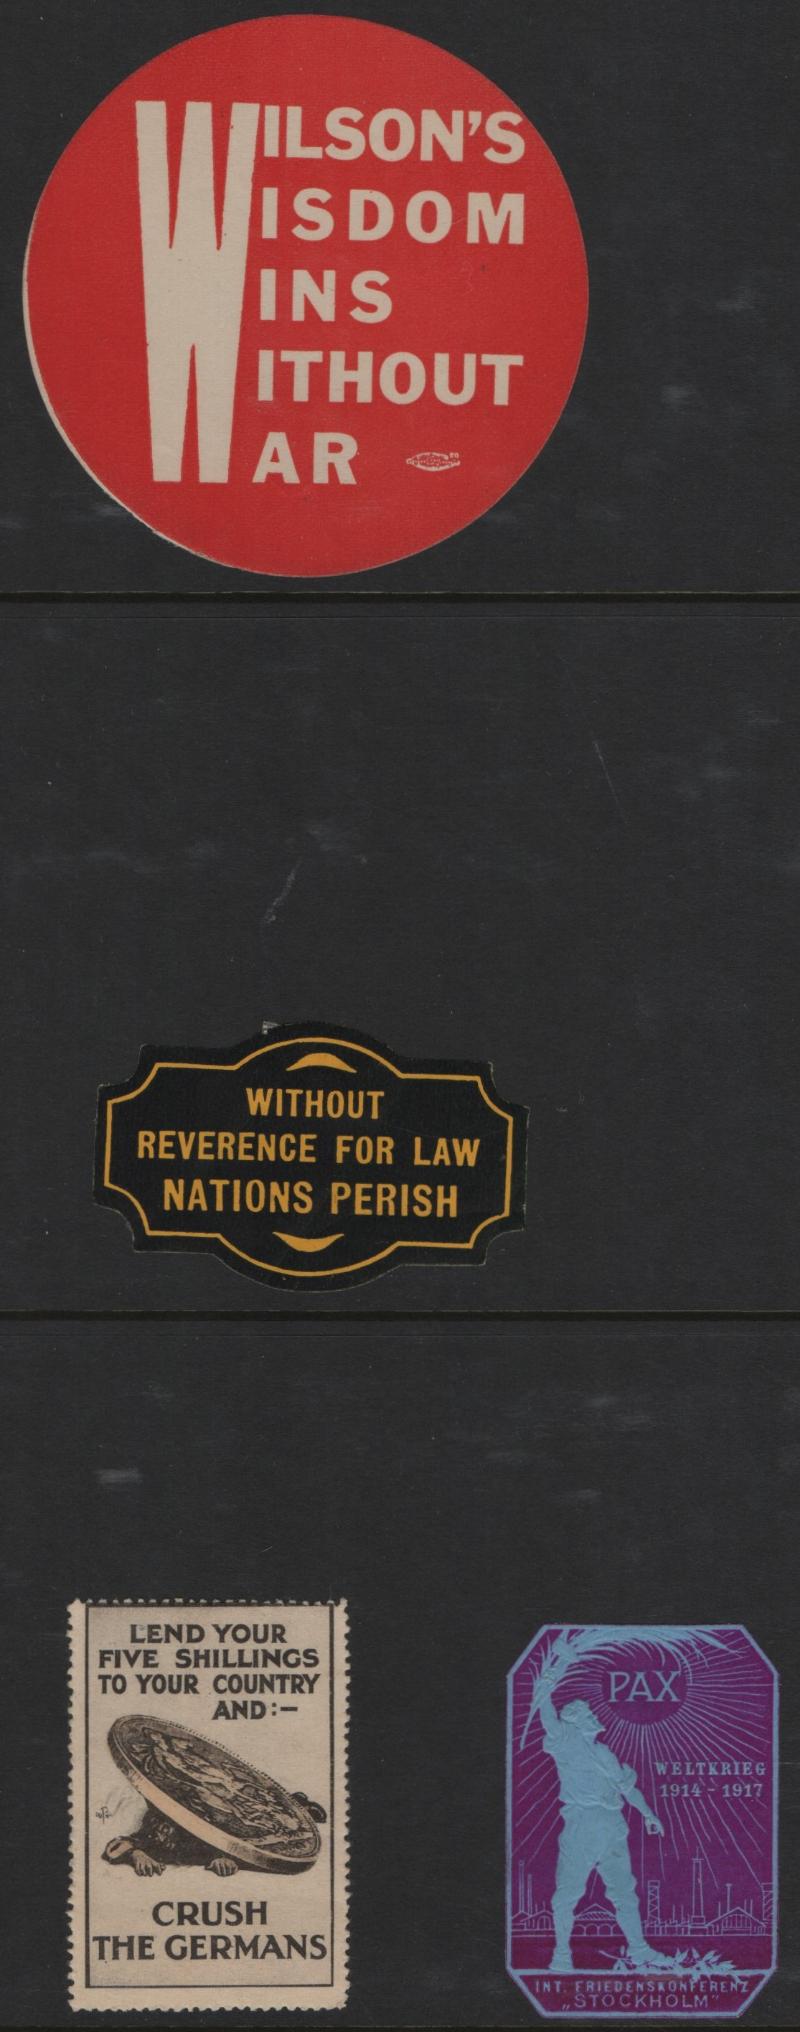 WILSON'S
WISDOM
WINS
WITHOUT
WAR
WITHOUT
REVERENCE FOR LAW
NATIONS PERISH
LEND YOUR
FIVE SHILLINGS
TO YOUR COUNTRY
AND:-
CRUSH
THE GERMANS
PAX
WELTKRIEG
1914-1917
INT. FRIEDENSKONFERENZ
„STOCKHOLM"